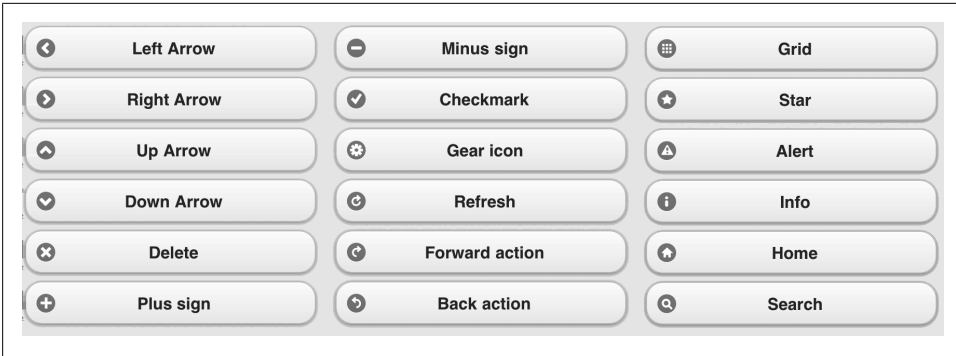 Left Arrow
Right Arrow
Up Arrow
Down Arrow
Delete
Plus sign
Minus sign
Checkmark
Gear icon
Refresh
Forward action
Back action
Grid
Star
Alert
Info
Home
Search